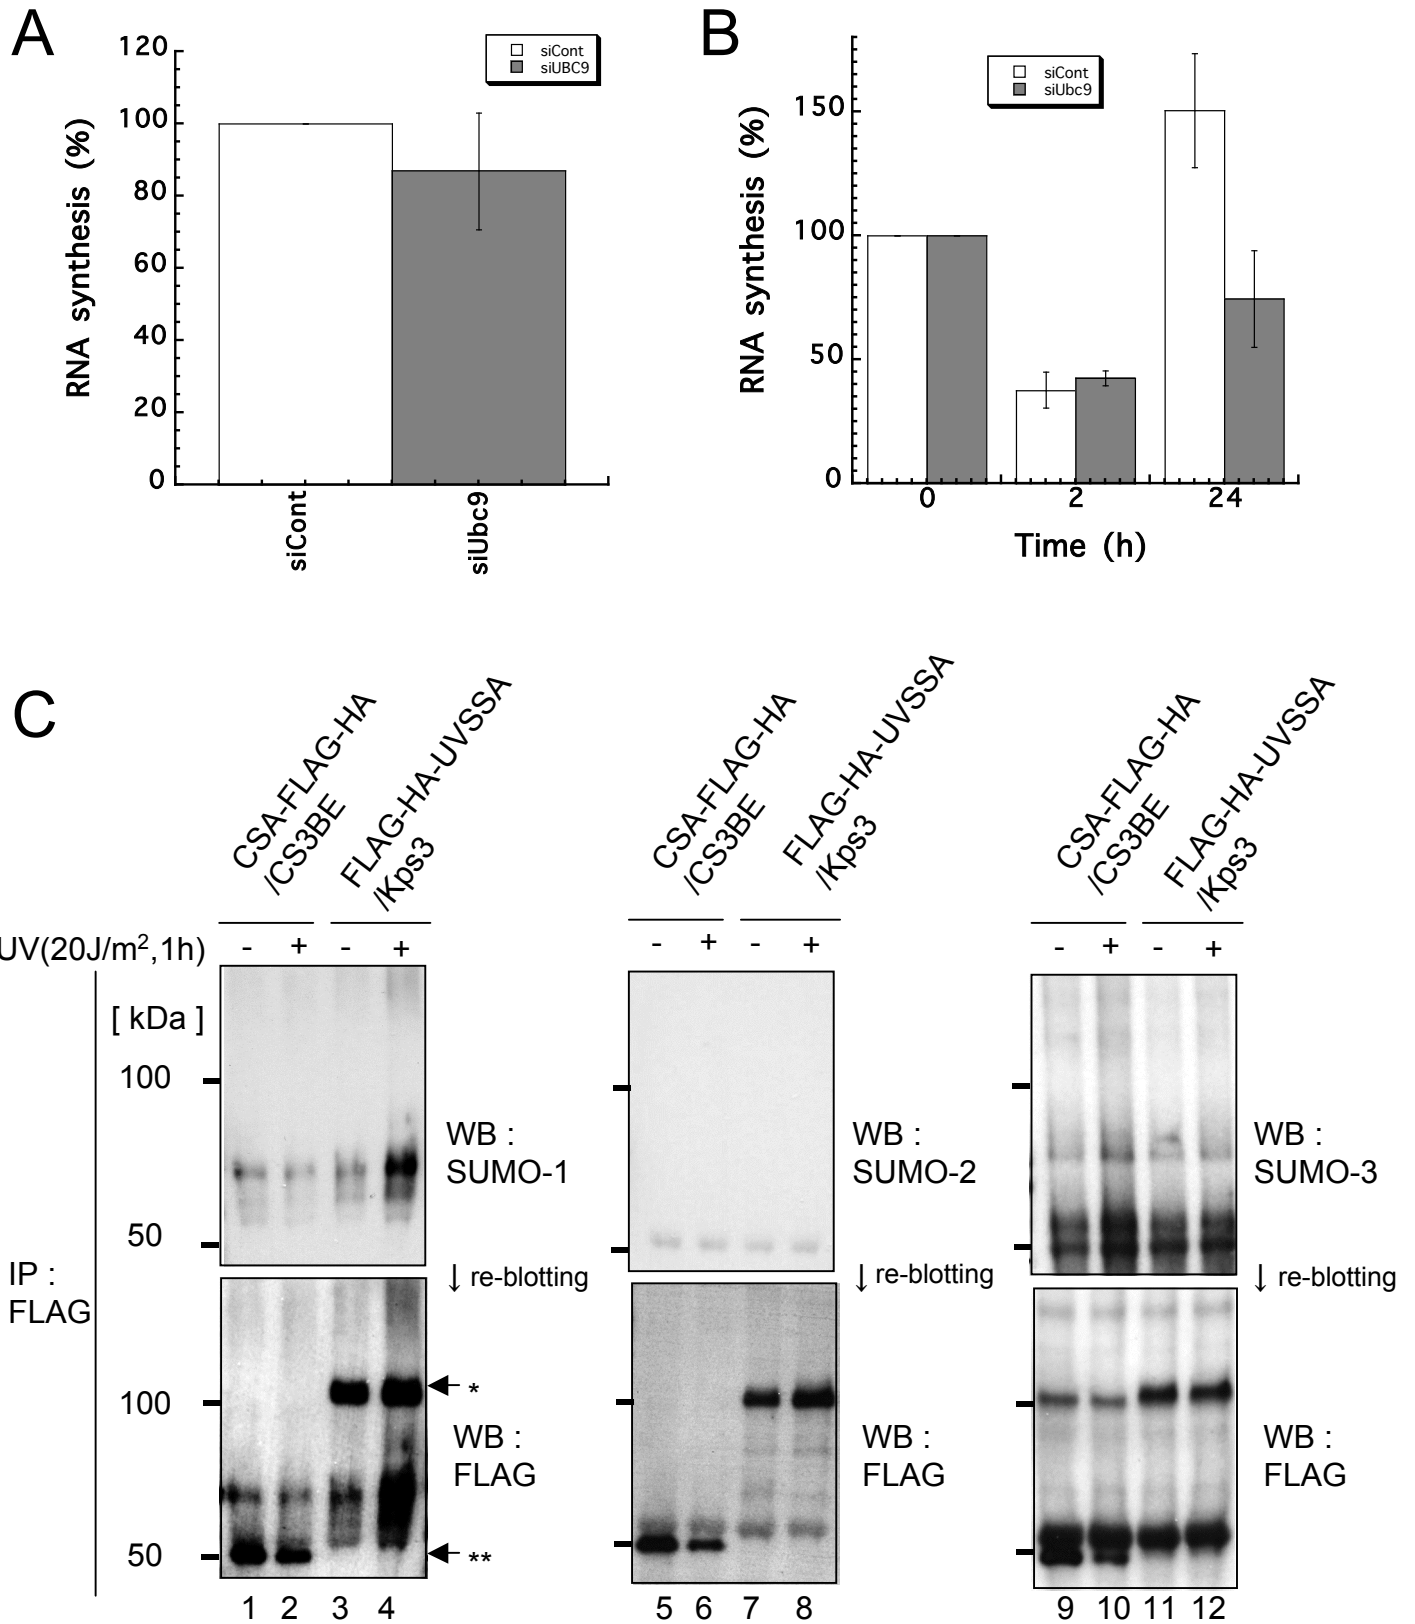 A
120
100
80
60
40
20
0
RNA synthesis (%)
siCont
siUBC9
siCont
siUbc9
B
150
100
50
0
RNA synthesis (%)
siCont
siUbc9
0 2 24
Time (h)
C
CSA-FLAG-HA
/CS3BE
FLAG-HA-UVSSA
/Kps3
CSA-FLAG-HA
/CS3BE
FLAG-HA-UVSSA
/Kps3
CSA-FLAG-HA
/CS3BE
FLAG-HA-UVSSA
/Kps3
UV(20J/m²,1h) - + - + - + - + - + - +
[ kDa ]
100
50
WB :
SUMO-1
WB :
SUMO-2
WB :
SUMO-3
IP :
FLAG
↓ re-blotting
↓ re-blotting
↓ re-blotting
100
50
*
**
WB :
FLAG
WB :
FLAG
WB :
FLAG
1 2 3 4 5 6 7 8 9 10 11 12